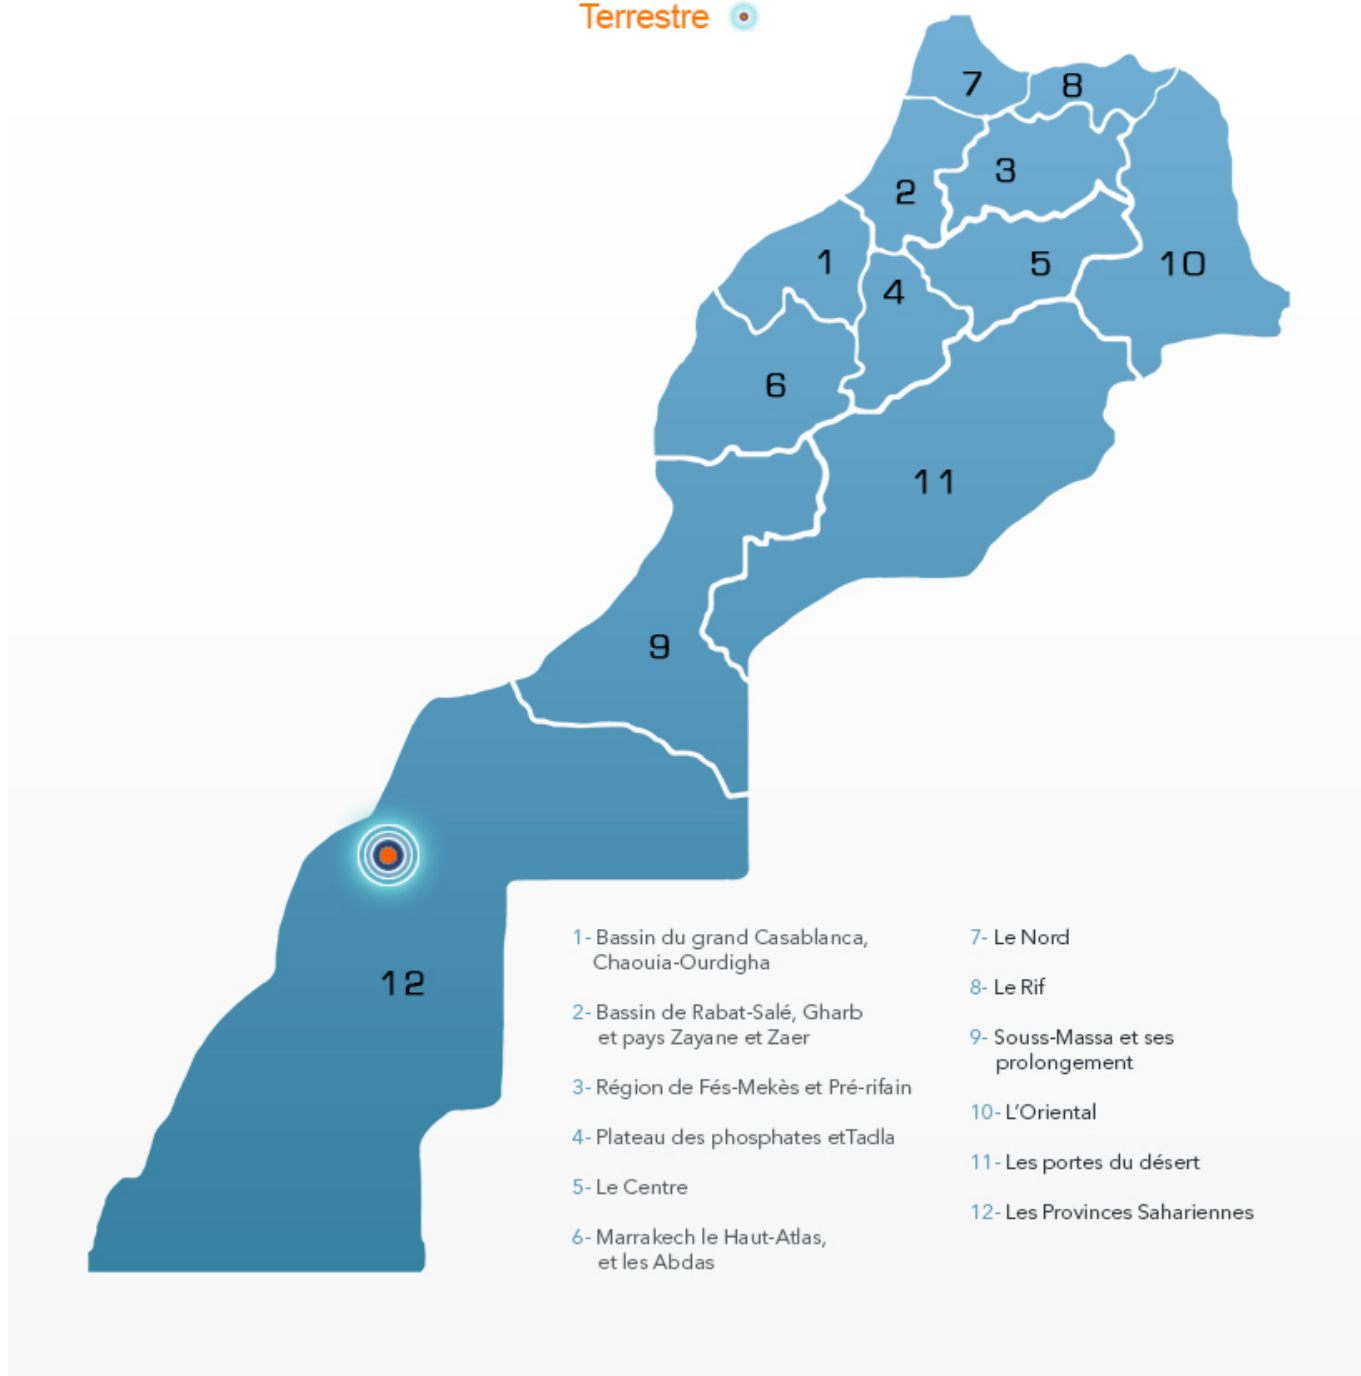 Terrestre
7
8
3
2
1
5
10
4
6
11
9
12
1- Bassin du grand Casablanca,
Chaouia-Ourdigha
2- Bassin de Rabat-Salé, Gharb
et pays Zayane et Zaer
3- Région de Fés-Mekès et Pré-rifain
4- Plateau des phosphates etTadla
5- Le Centre
6- Marrakech le Haut-Atlas,
et les Abdas
7- Le Nord
8- Le Rif
9- Souss-Massa et ses
prolongement
10- L'Oriental
11- Les portes du désert
12- Les Provinces Sahariennes